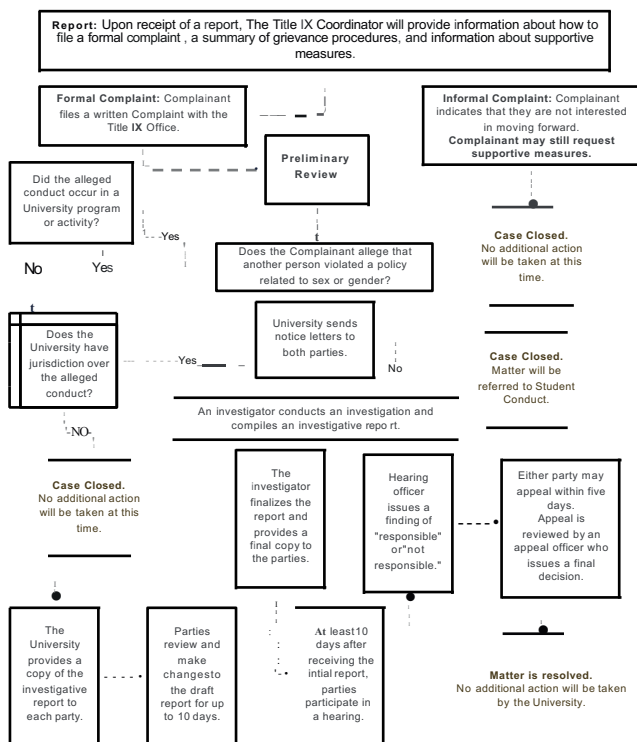 Report: Upon receipt of a report, The Title IX Coordinator will provide information about how to
file a formal complaint , a summary of grievance procedures, and information about supportive
measures.
Formal Complaint: Complainant
files a written Complaint with the
Title IX Office.
Informal Complaint: Complainant
indicates that they are not interested
in moving forward.
Complainant may still request
supportive measures.
Preliminary
Review
Did the alleged
conduct occur in a
University program
or activity?
Yes
No
Yes
t
Does the Complainant allege that
another person violated a policy
related to sex or gender?
Case Closed.
No additional action
will be taken at this
time.
t
Does the
University have
jurisdiction over
the alleged
conduct?
Yes
University sends
notice letters to
both parties.
No
Case Closed.
Matter will be
referred to Student
Conduct.
An investigator conducts an investigation and
compiles an investigative repo rt.
-NO-
Case Closed.
No additional action
will be taken at this
time.
The
investigator
finalizes the
report and
provides a
final copy to
the parties.
Hearing
officer
issues a
finding of
"responsible"
or"not
responsible."
Either party may
appeal within five
days.
Appeal is
reviewed by an
appeal officer who
issues a final
decision.
The
University
provides a
copy of the
investigative
report to
each party.
Parties
review and
make
changesto
the draft
report for up
to 10 days.
At least10
days after
receiving the
intial report,
parties
participate in
a hearing.
Matter is resolved.
No additional action will be taken
by the University.